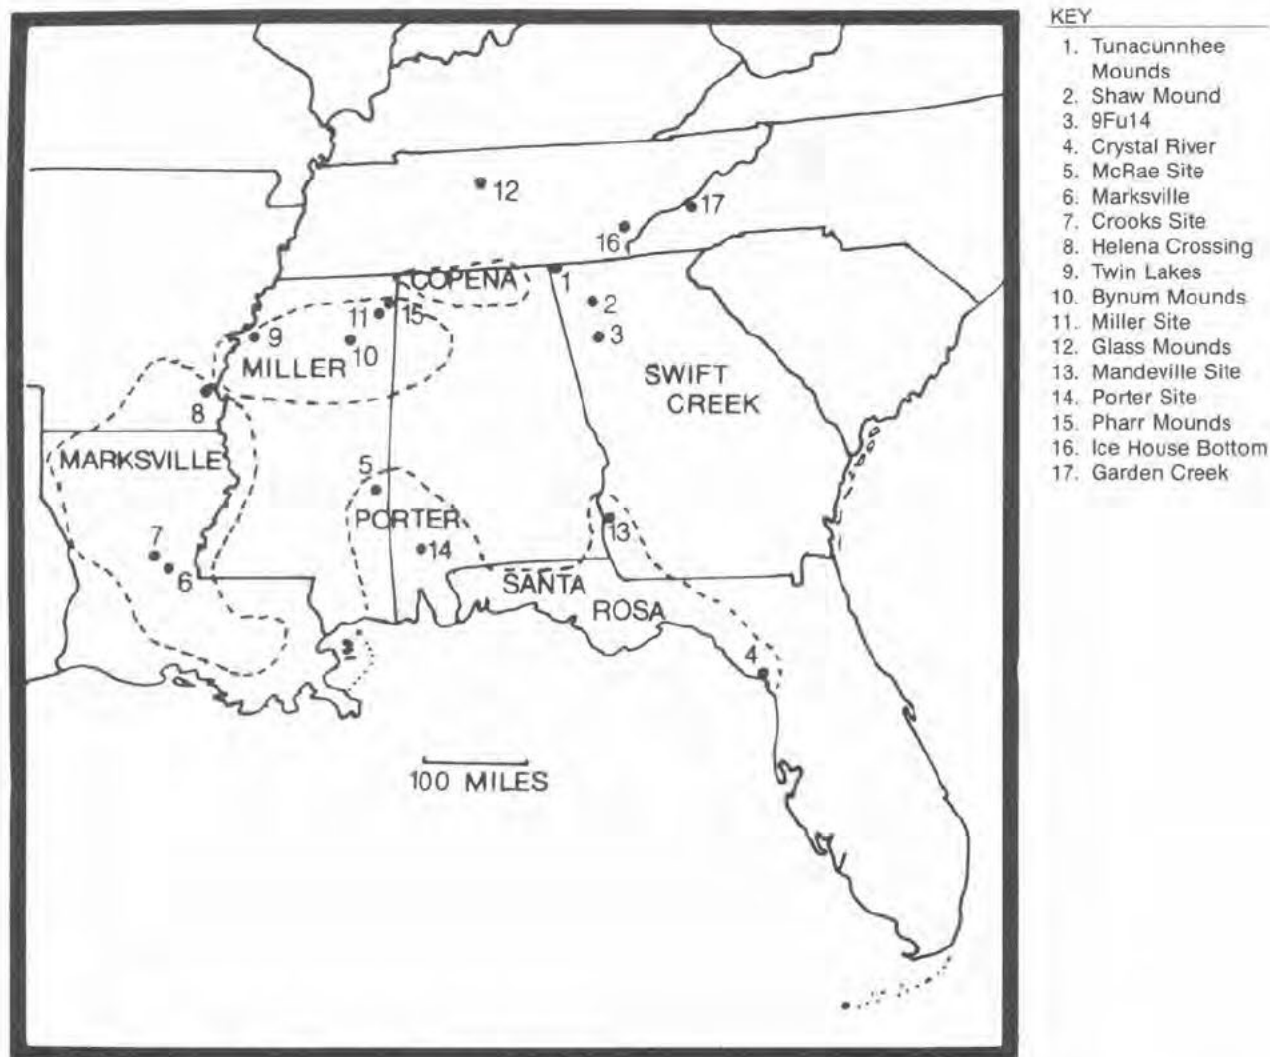 KEY
1. Tunacunnhee
Mounds
2. Shaw Mound
3. 9Fu14
4. Crystal River
5. McRae Site
6. Marksville
7. Crooks Site
8. Helena Crossing
9. Twin Lakes
10. Bynum Mounds
11. Miller Site
12. Glass Mounds
13. Mandeville Site
14. Porter Site
15. Pharr Mounds
16. Ice House Bottom
17. Garden Creek
12
17
16
COPENA
1
2
11
15
3
9
10
MILLER
SWIFT
CREEK
8
MARKSVILLE
5
PORTER
13
14
7
6
SANTA
ROSA
4
100 MILES